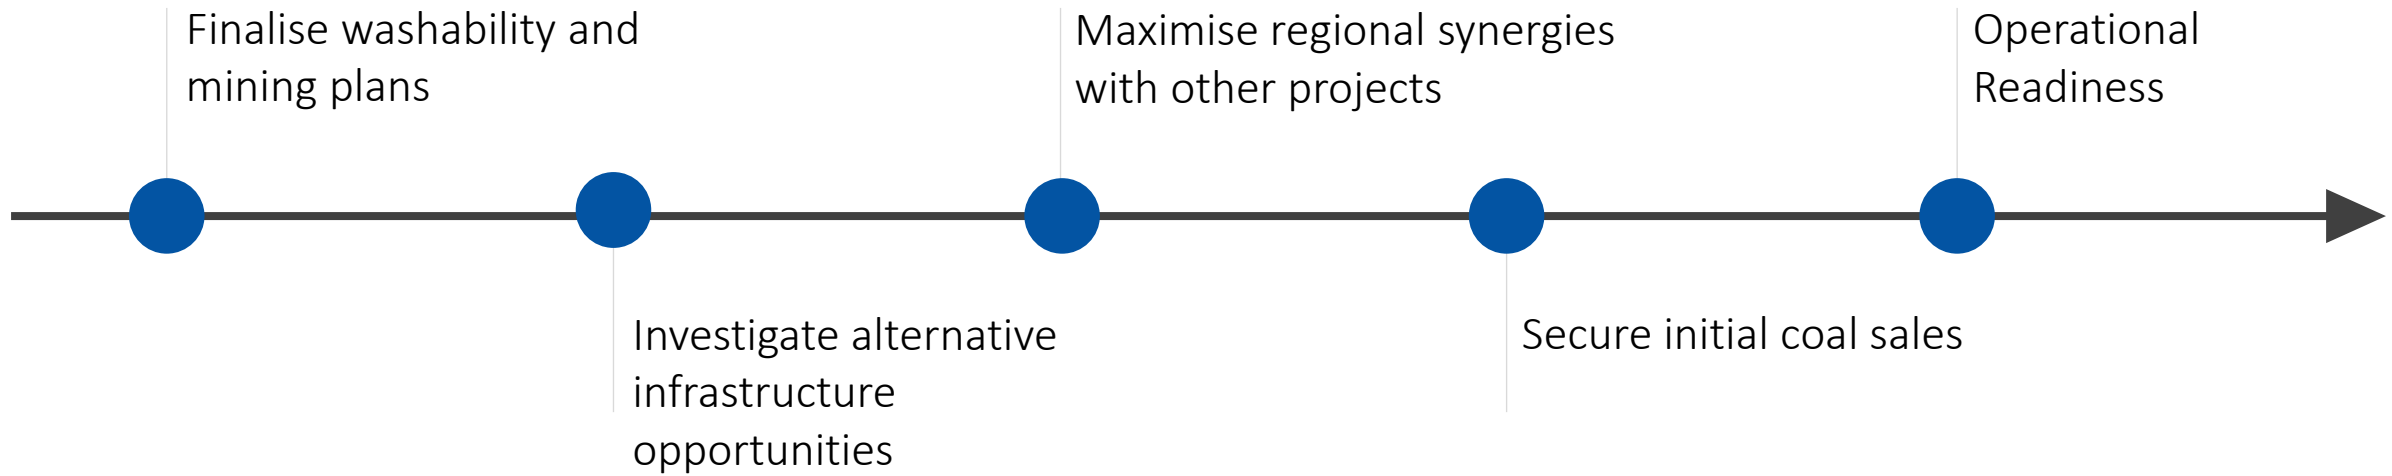 Finalise washability and
mining plans
Investigate alternative
infrastructure
opportunities
Maximise regional synergies
with other projects
Secure initial coal sales
Operational
Readiness